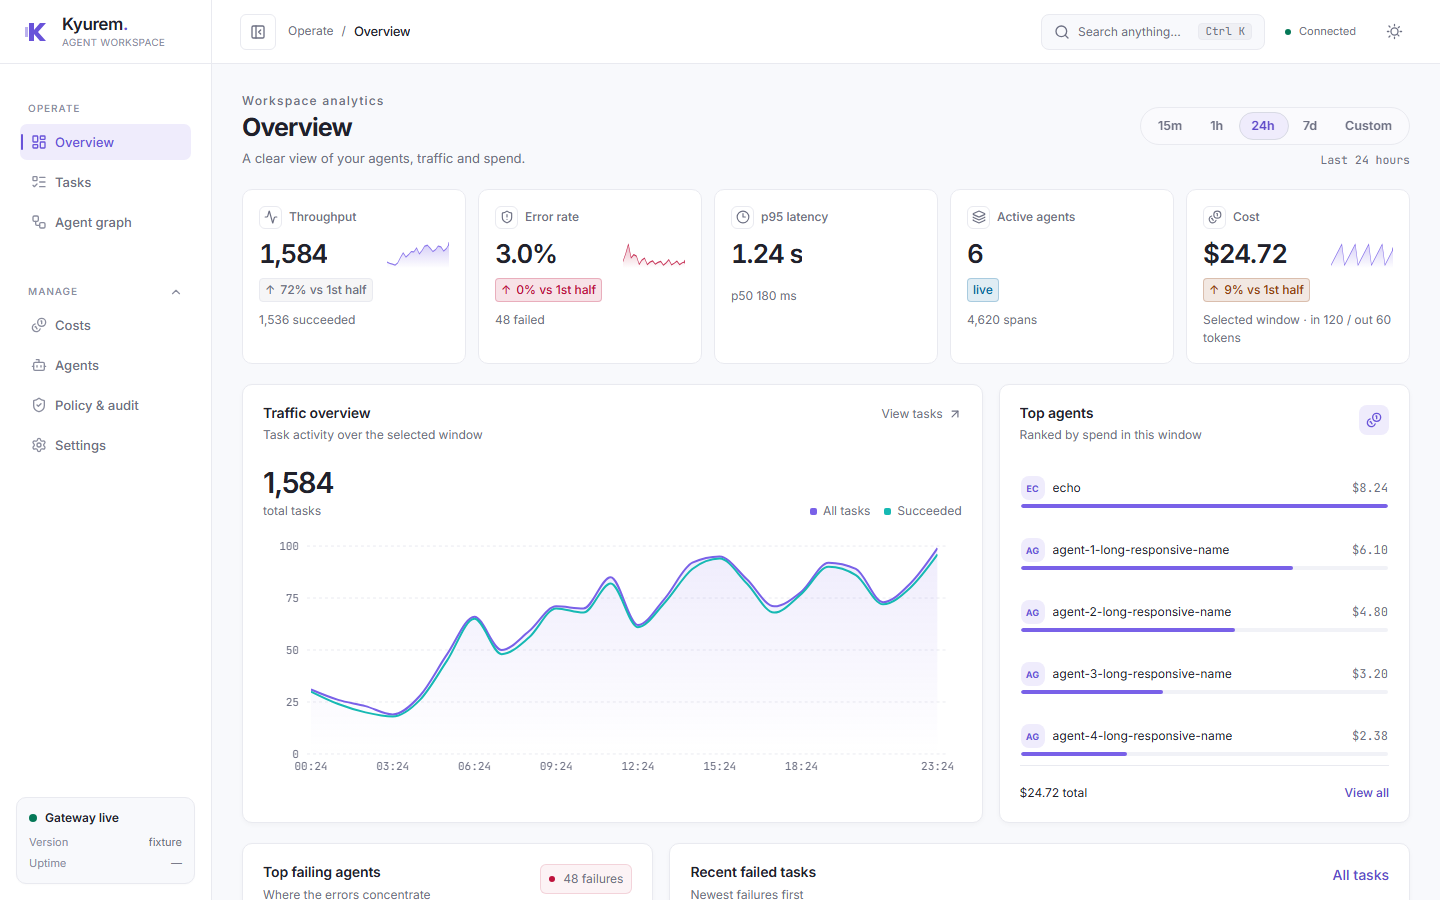 Kyurem.
AGENT WORKSPACE
Operate / Overview
Search anything... Ctrl K
Connected
OPERATE
Overview
Tasks
Agent graph
MANAGE
Costs
Agents
Policy & audit
Settings
Gateway live
Version fixture
Uptime —
Workspace analytics
Overview
A clear view of your agents, traffic and spend.
15m 1h 24h 7d Custom
Last 24 hours
Throughput
1,584
↑ 72% vs 1st half
1,536 succeeded
Error rate
3.0%
↑ 0% vs 1st half
48 failed
p95 latency
1.24 s
p50 180 ms
Active agents
6
live
4,620 spans
Cost
$24.72
↑ 9% vs 1st half
Selected window · in 120 / out 60
tokens
Traffic overview
View tasks
Task activity over the selected window
1,584
total tasks
All tasks Succeeded
100
75
50
25
0
00:24 03:24 06:24 09:24 12:24 15:24 18:24 23:24
Top agents
Ranked by spend in this window
EC echo $8.24
AG agent-1-long-responsive-name $6.10
AG agent-2-long-responsive-name $4.80
AG agent-3-long-responsive-name $3.20
AG agent-4-long-responsive-name $2.38
$24.72 total View all
Top failing agents
48 failures
Where the errors concentrate
Recent failed tasks
All tasks
Newest failures first